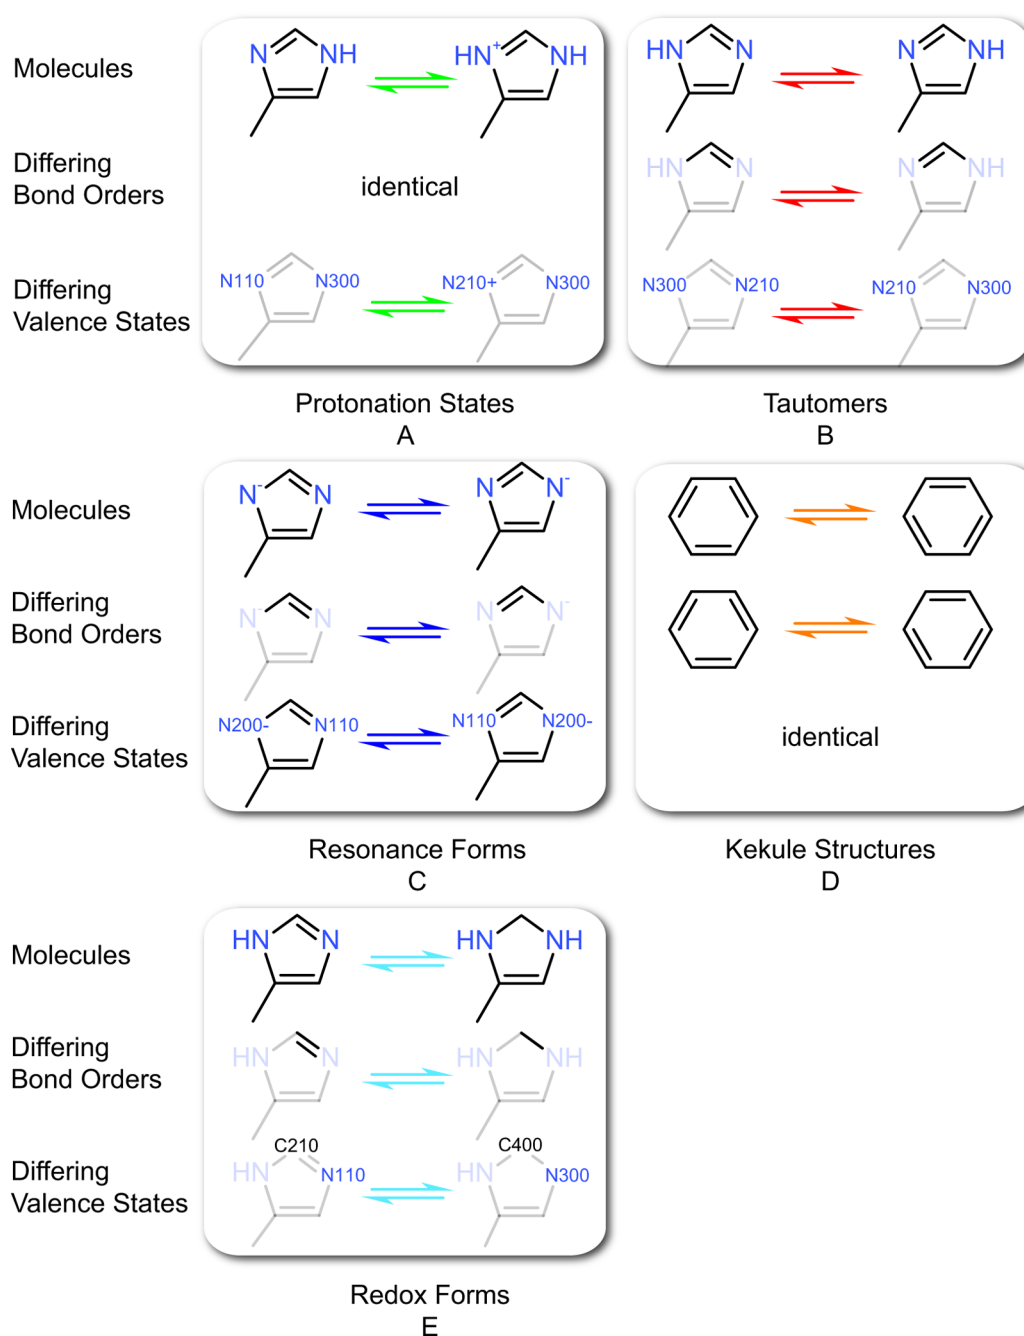 Molecules
N
NH
HN+
NH
Differing
Bond Orders
identical
Differing
Valence States
N110
N300
N210+
N300
Protonation States
A
HN
N
N
NH
HN
N
N
NH
N300
N210
N210
N300
Tautomers
B
Molecules
N-
N
N
N-
Differing
Bond Orders
N-
N
N
N-
Differing
Valence States
N200-
N110
N110
N200-
Resonance Forms
C
identical
Kekule Structures
D
Molecules
HN
N
HN
NH
Differing
Bond Orders
HN
N
HN
NH
Differing
Valence States
C210
HN
N110
C400
HN
N300
Redox Forms
E